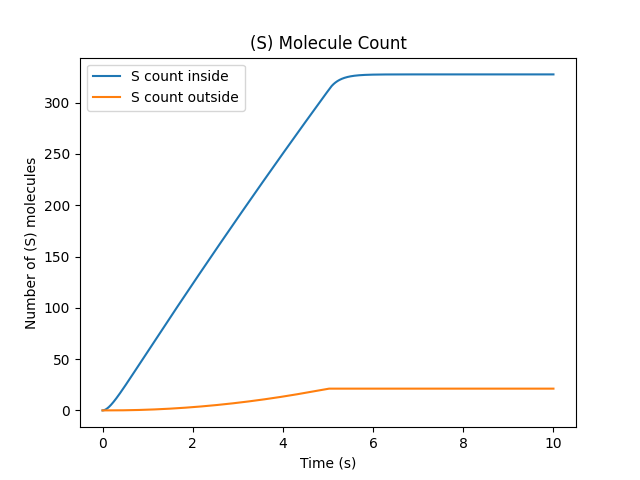 (S) Molecule Count
S count inside
S count outside
Number of (S) molecules
300
250
200
150
100
50
0
0 2 4 6 8 10
Time (s)